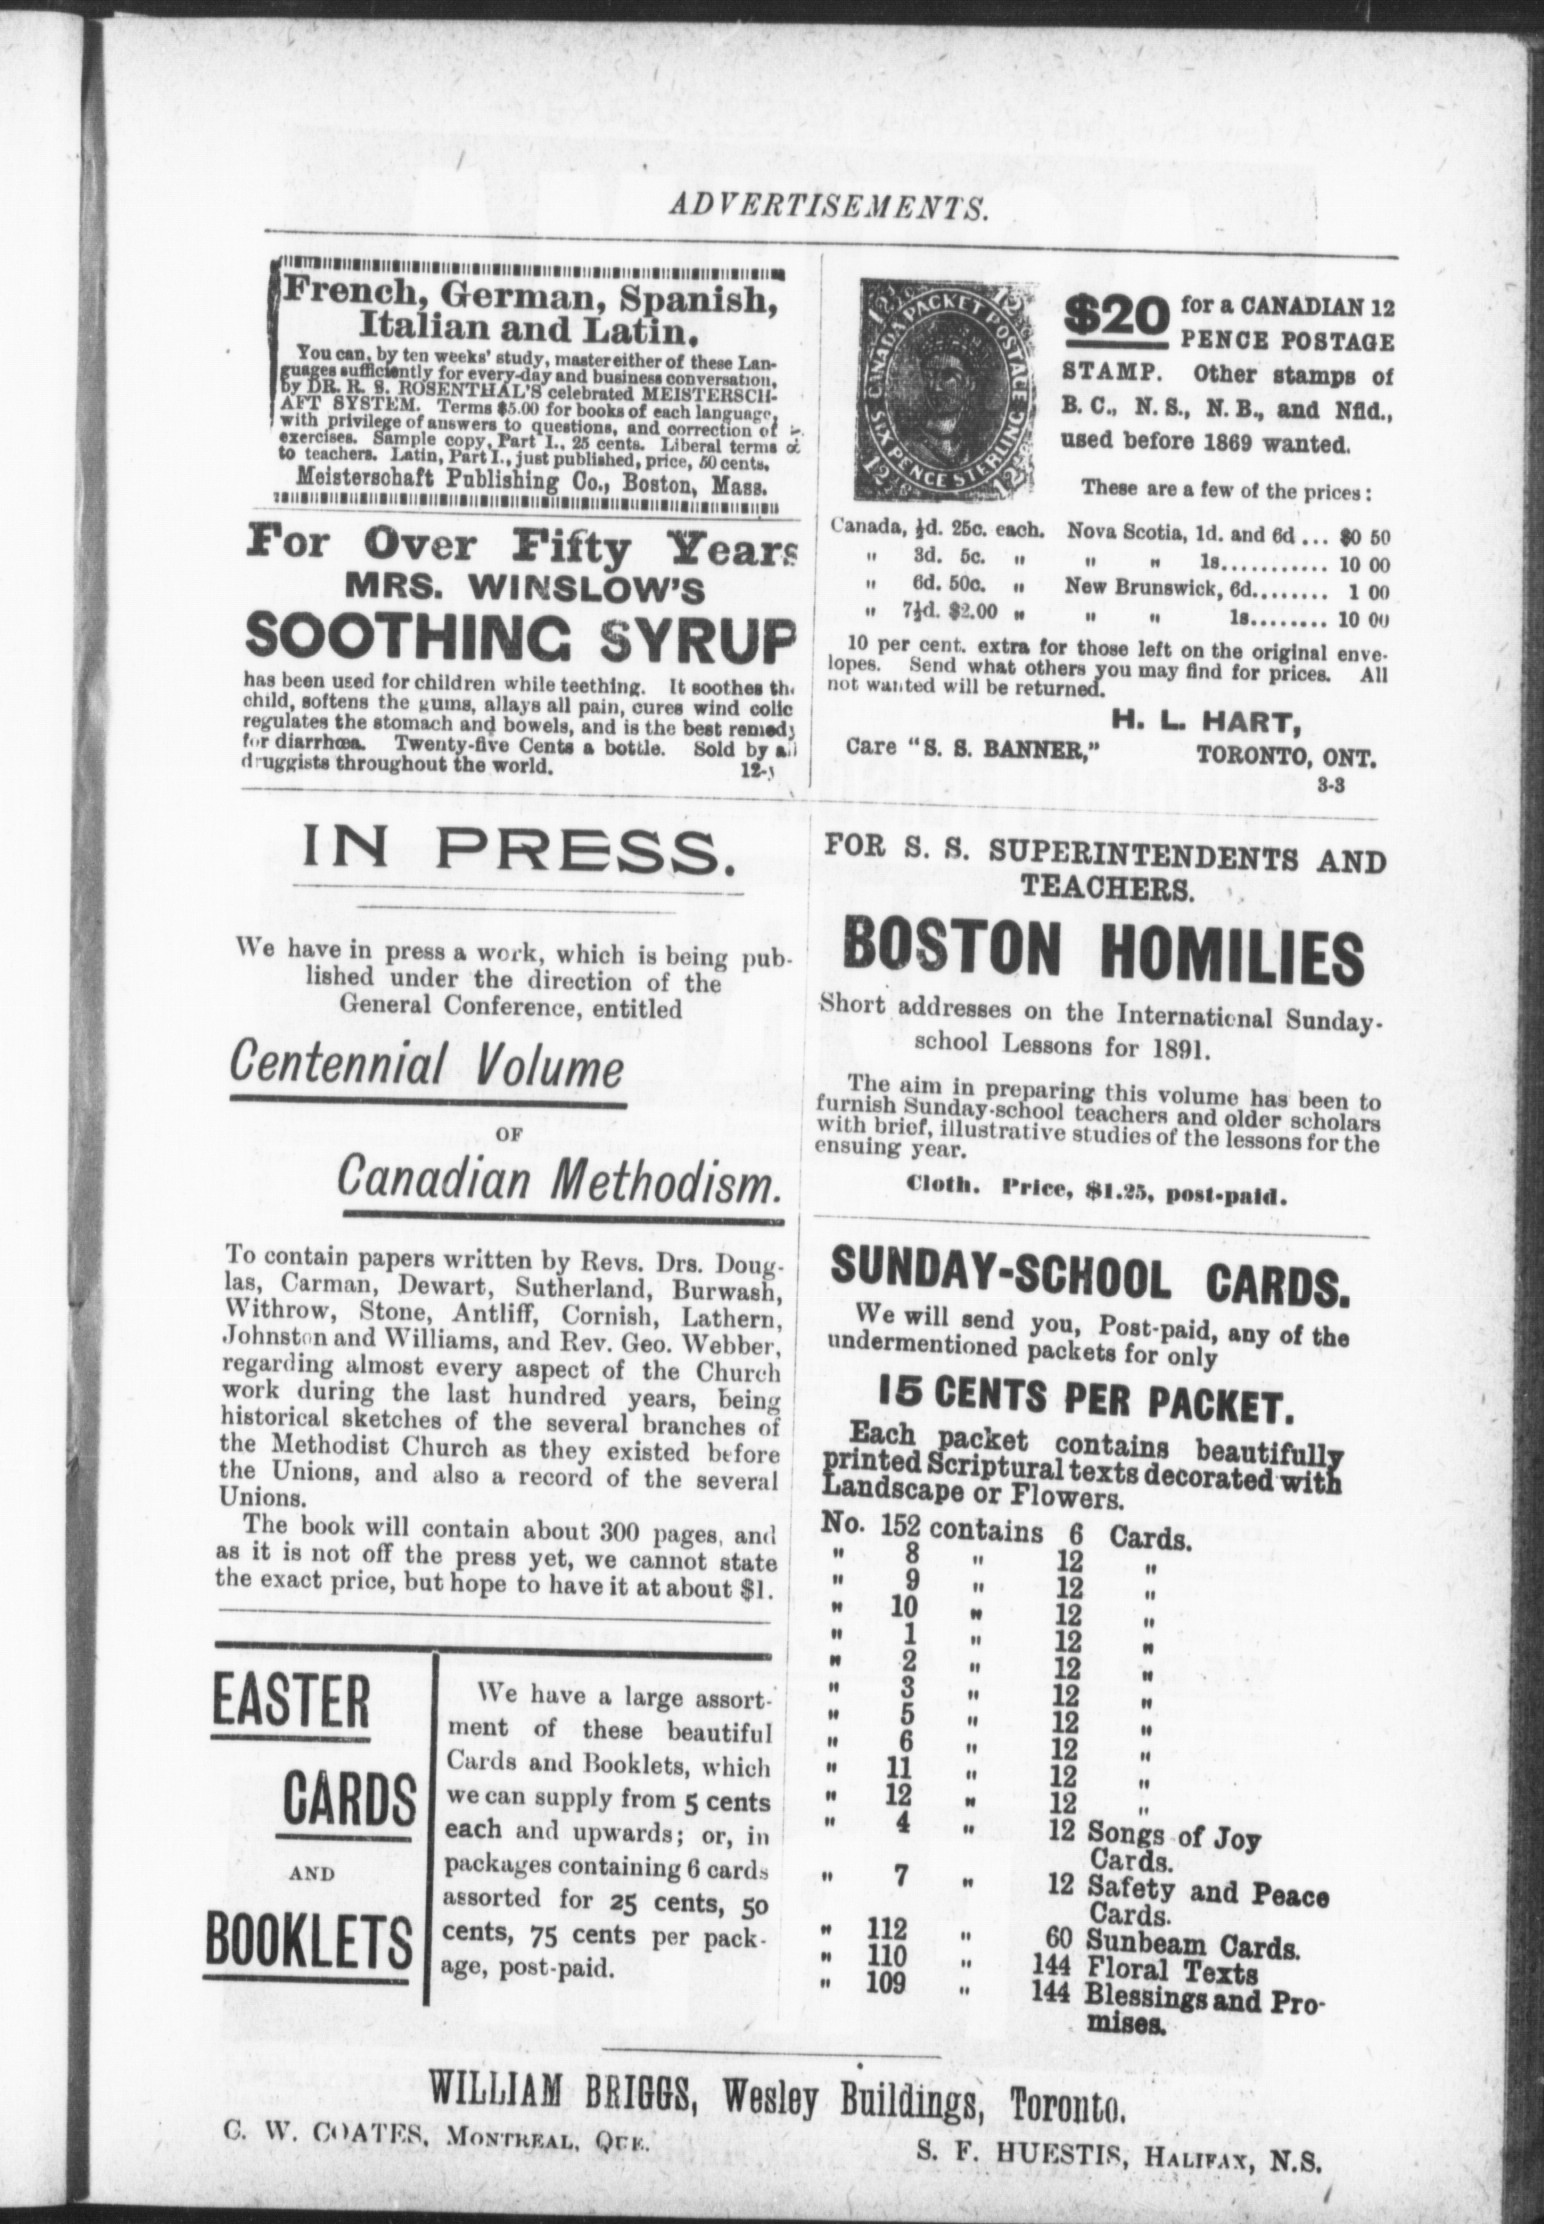 ADVERTISEMENTS.
French, German, Spanish,
Italian and Latin.
You can, by ten weeks' study, master either of these Lan-
guages sufficiently for every-day and business conversation,
by DR. R. S. ROSENTHAL'S celebrated MEISTERSCH-
AFT SYSTEM. Terms $5.00 for books of each language,
with privilege of answers to questions, and correction of
exercises. Sample copy, Part I., 25 cents. Liberal terms
to teachers. Latin, Part I., just published, price, 50 cents.
Meisterschaft Publishing Co., Boston, Mass.
For Over Fifty Years
MRS. WINSLOW'S
SOOTHING SYRUP
has been used for children while teething. It soothes the
child, softens the gums, allays all pain, cures wind colic
regulates the stomach and bowels, and is the best remedy
for diarrhœa. Twenty-five Cents a bottle. Sold by all
druggists throughout the world. 12-y
IN PRESS.
We have in press a work, which is being pub-
lished under the direction of the
General Conference, entitled
Centennial Volume
OF
Canadian Methodism.
To contain papers written by Revs. Drs. Doug-
las, Carman, Dewart, Sutherland, Burwash,
Withrow, Stone, Antliff, Cornish, Lathern,
Johnston and Williams, and Rev. Geo. Webber,
regarding almost every aspect of the Church
work during the last hundred years, being
historical sketches of the several branches of
the Methodist Church as they existed before
the Unions, and also a record of the several
Unions.
The book will contain about 300 pages, and
as it is not off the press yet, we cannot state
the exact price, but hope to have it at about $1.
EASTER
CARDS
AND
BOOKLETS
We have a large assort-
ment of these beautiful
Cards and Booklets, which
we can supply from 5 cents
each and upwards; or, in
packages containing 6 cards
assorted for 25 cents, 50
cents, 75 cents per pack-
age, post-paid.
CANADA PACKET POSTAGE
SIX PENCE STERLING
12 12
12 12
$20 for a CANADIAN 12
PENCE POSTAGE
STAMP. Other stamps of
B. C., N. S., N. B., and Nfld.,
used before 1869 wanted.
These are a few of the prices:
Canada, ½d. 25c. each. Nova Scotia, 1d. and 6d ... $0 50
" 3d. 5c. " " " 1s........... 10 00
" 6d. 50c. " New Brunswick, 6d........ 1 00
" 7½d. $2.00 " " " 1s........ 10 00
10 per cent. extra for those left on the original enve-
lopes. Send what others you may find for prices. All
not wanted will be returned.
H. L. HART,
Care "S. S. BANNER," TORONTO, ONT.
3-3
FOR S. S. SUPERINTENDENTS AND
TEACHERS.
BOSTON HOMILIES
Short addresses on the International Sunday-
school Lessons for 1891.
The aim in preparing this volume has been to
furnish Sunday-school teachers and older scholars
with brief, illustrative studies of the lessons for the
ensuing year.
Cloth. Price, $1.25, post-paid.
SUNDAY-SCHOOL CARDS.
We will send you, Post-paid, any of the
undermentioned packets for only
15 CENTS PER PACKET.
Each packet contains beautifully
printed Scriptural texts decorated with
Landscape or Flowers.
No. 152 contains 6 Cards.
" 8 " 12 "
" 9 " 12 "
" 10 " 12 "
" 1 " 12 "
" 2 " 12 "
" 3 " 12 "
" 5 " 12 "
" 6 " 12 "
" 11 " 12 "
" 12 " 12 "
" 4 " 12 Songs of Joy
Cards.
" 7 " 12 Safety and Peace
Cards.
" 112 " 60 Sunbeam Cards.
" 110 " 144 Floral Texts
" 109 " 144 Blessings and Pro-
mises.
WILLIAM BRIGGS, Wesley Buildings, Toronto.
C. W. COATES, MONTREAL, QUE. S. F. HUESTIS, HALIFAX, N.S.